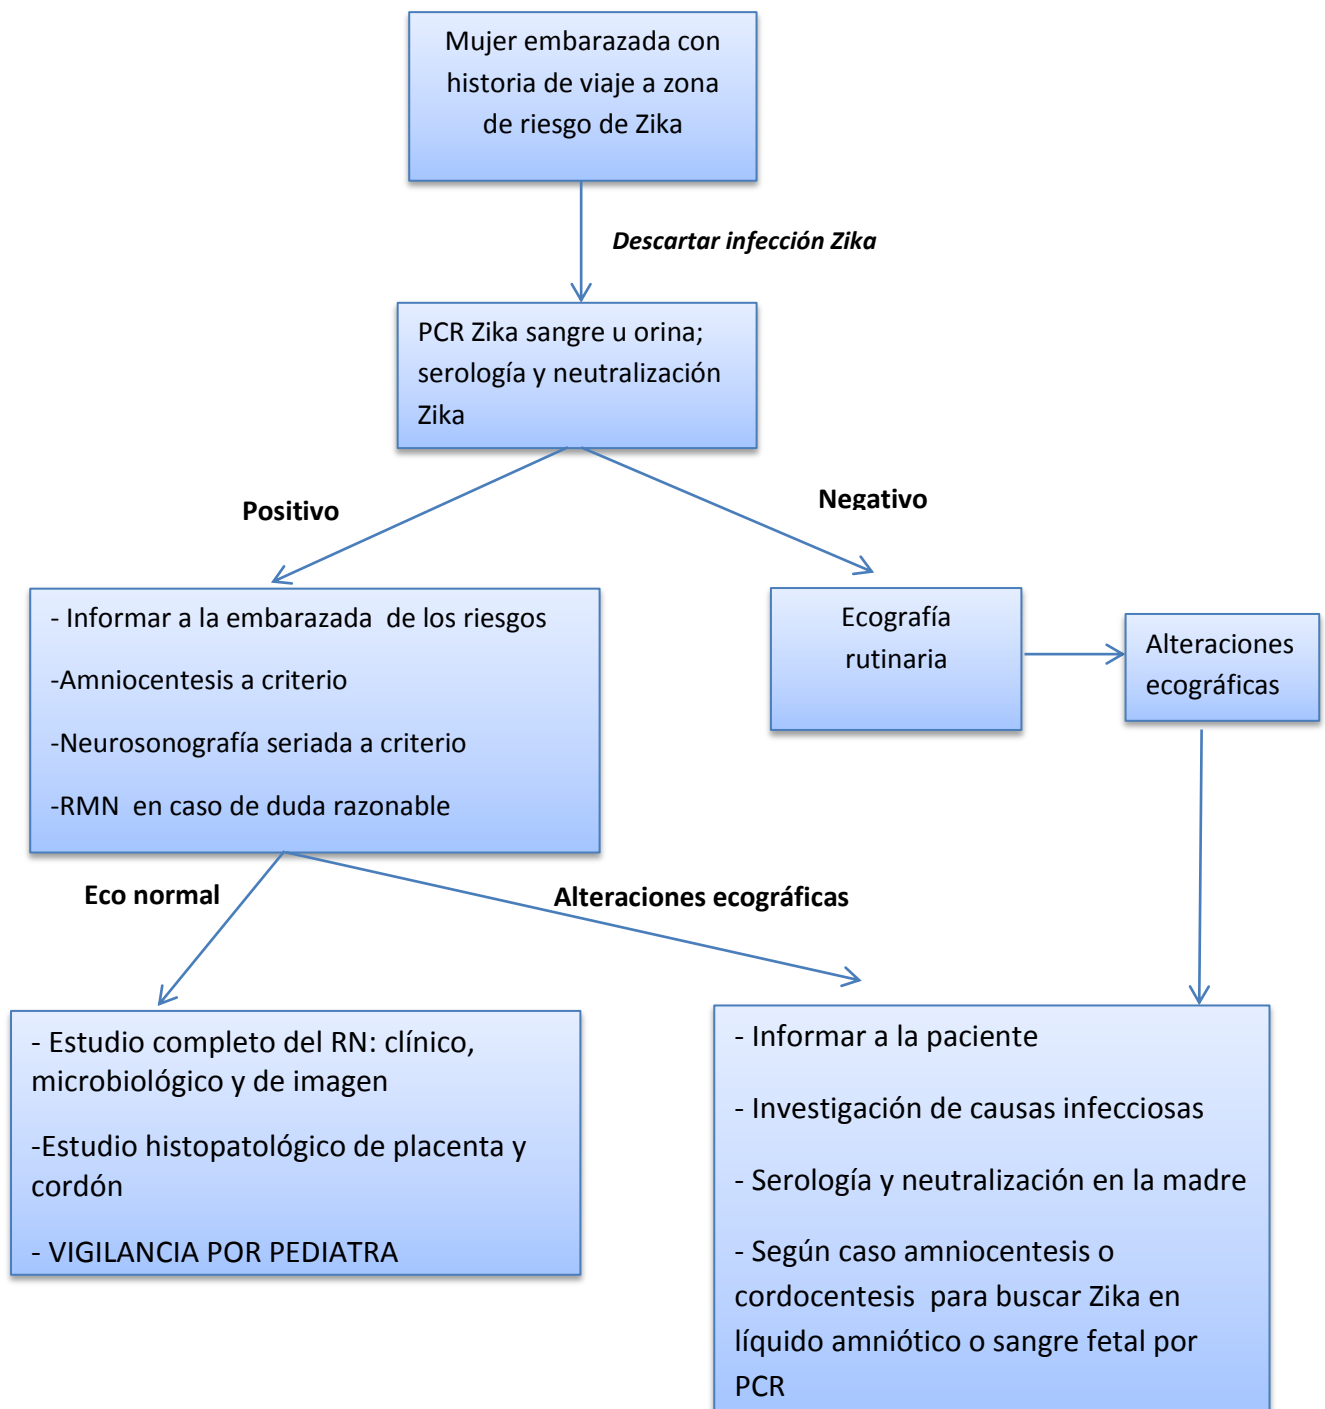 Mujer embarazada con
historia de viaje a zona
de riesgo de Zika
Descartar infección Zika
PCR Zika sangre u orina;
serología y neutralización
Zika
Positivo
Negativo
- Informar a la embarazada de los riesgos
-Amniocentesis a criterio
-Neurosonografía seriada a criterio
-RMN en caso de duda razonable
Ecografía
rutinaria
Alteraciones
ecográficas
Eco normal
Alteraciones ecográficas
- Estudio completo del RN: clínico,
microbiológico y de imagen
-Estudio histopatológico de placenta y
cordón
- VIGILANCIA POR PEDIATRA
- Informar a la paciente
- Investigación de causas infecciosas
- Serología y neutralización en la madre
- Según caso amniocentesis o
cordocentesis para buscar Zika en
líquido amniótico o sangre fetal por
PCR